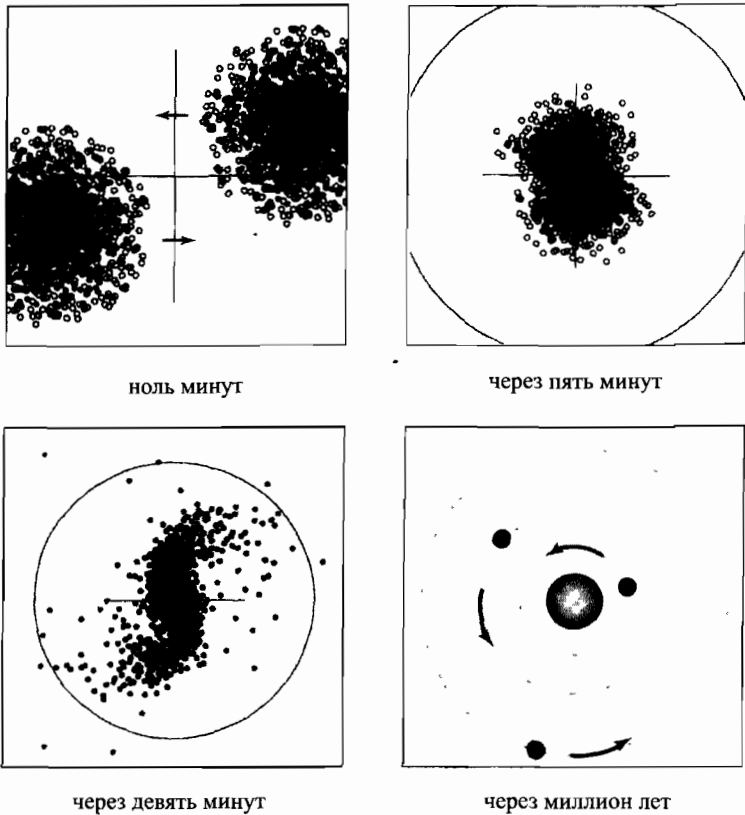 ноль минут
через пять минут
через девять минут
через миллион лет